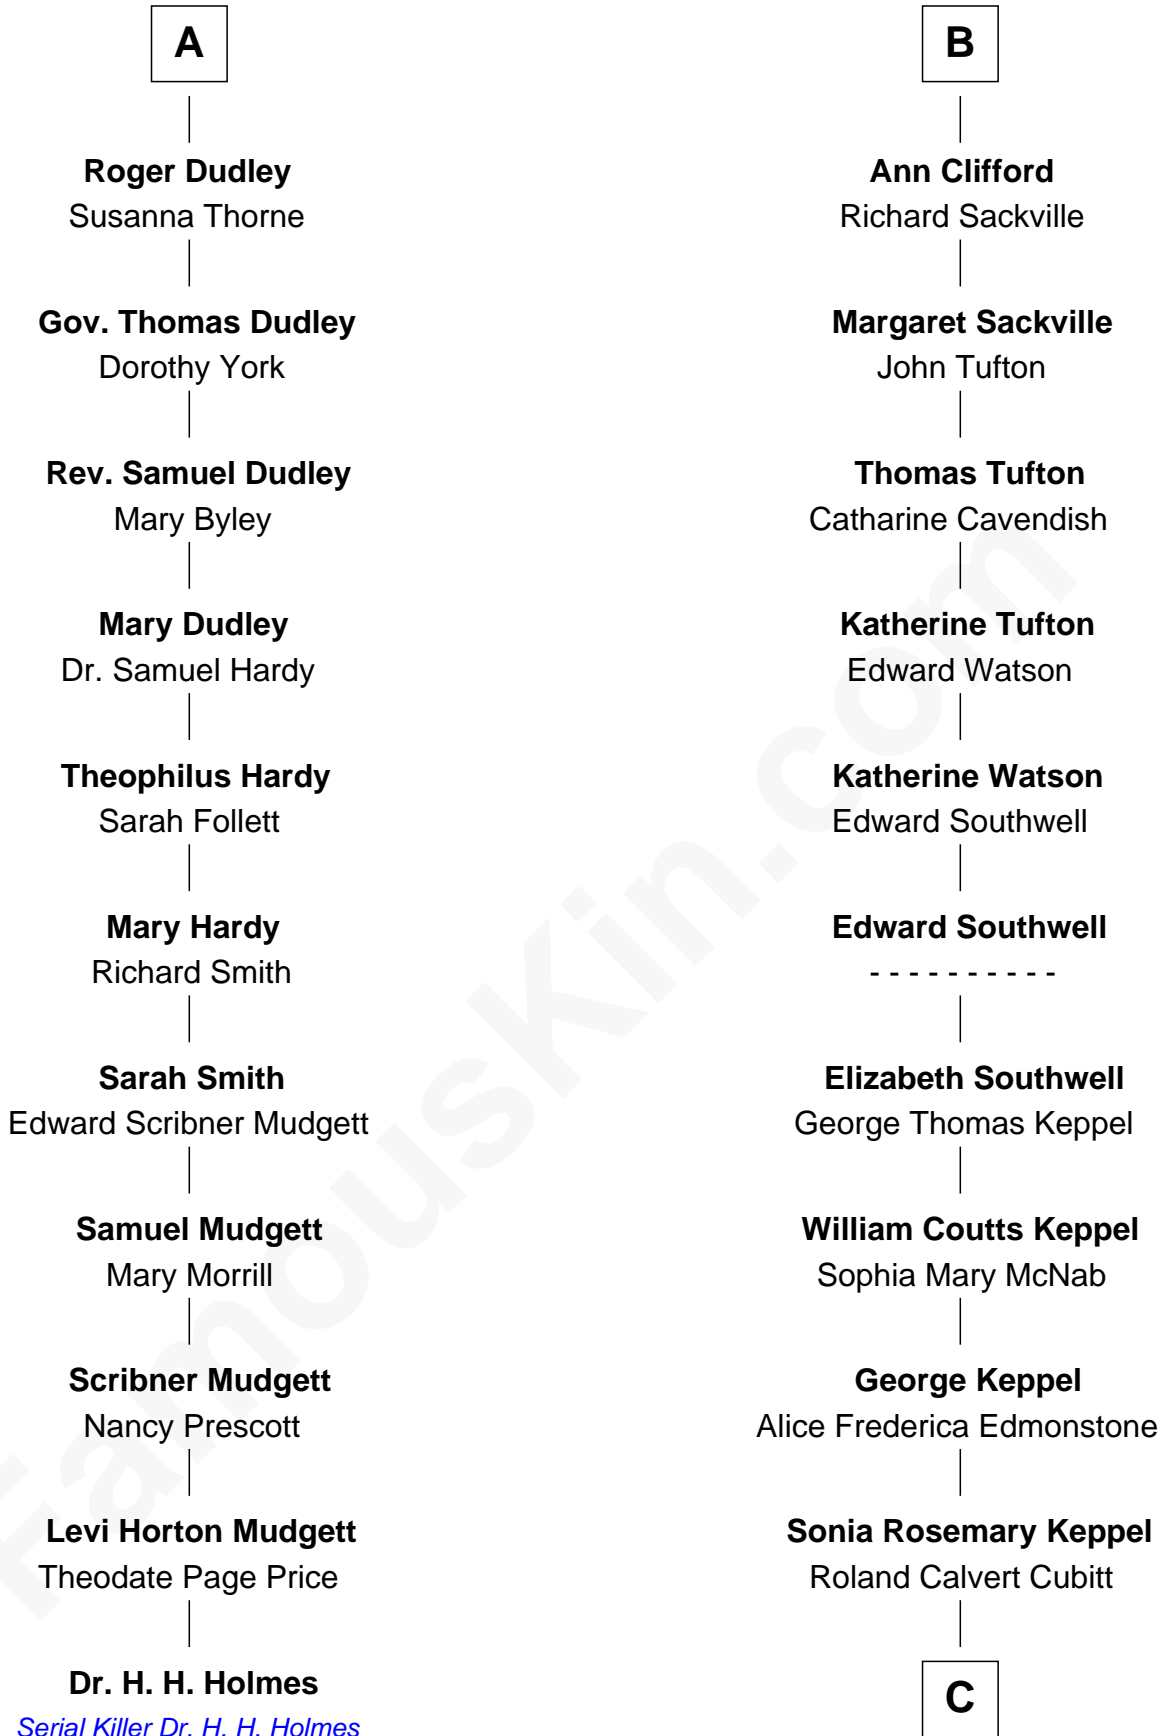 A
Roger Dudley
Susanna Thorne
Gov. Thomas Dudley
Dorothy York
Rev. Samuel Dudley
Mary Byley
Mary Dudley
Dr. Samuel Hardy
Theophilus Hardy
Sarah Follett
Mary Hardy
Richard Smith
Sarah Smith
Edward Scribner Mudgett
Samuel Mudgett
Mary Morrill
Scribner Mudgett
Nancy Prescott
Levi Horton Mudgett
Theodate Page Price
Dr. H. H. Holmes
Serial Killer Dr. H. H. Holmes
B
Ann Clifford
Richard Sackville
Margaret Sackville
John Tufton
Thomas Tufton
Catharine Cavendish
Katherine Tufton
Edward Watson
Katherine Watson
Edward Southwell
Edward Southwell
- - - - - - - - - -
Elizabeth Southwell
George Thomas Keppel
William Coutts Keppel
Sophia Mary McNab
George Keppel
Alice Frederica Edmonstone
Sonia Rosemary Keppel
Roland Calvert Cubitt
C
FamousKin.com